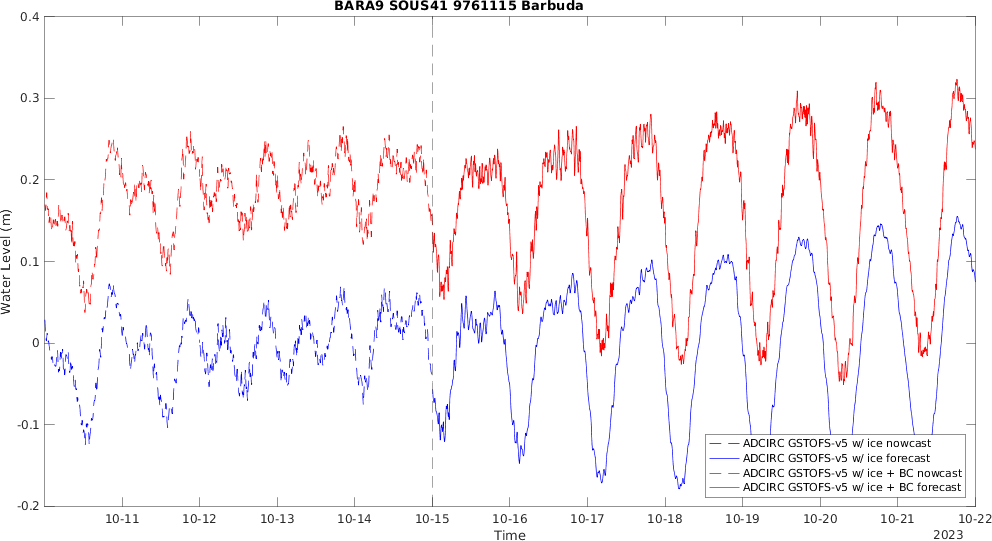 BARA9 SOUS41 9761115 Barbuda
0.4
0.3
0.2
0.1
0
-0.1
-0.2
Water Level (m)
10-11 10-12 10-13 10-14 10-15 10-16 10-17 10-18 10-19 10-20 10-21 10-22
Time
2023
ADCIRC GSTOFS-v5 w/ ice nowcast
ADCIRC GSTOFS-v5 w/ ice forecast
ADCIRC GSTOFS-v5 w/ ice + BC nowcast
ADCIRC GSTOFS-v5 w/ ice + BC forecast